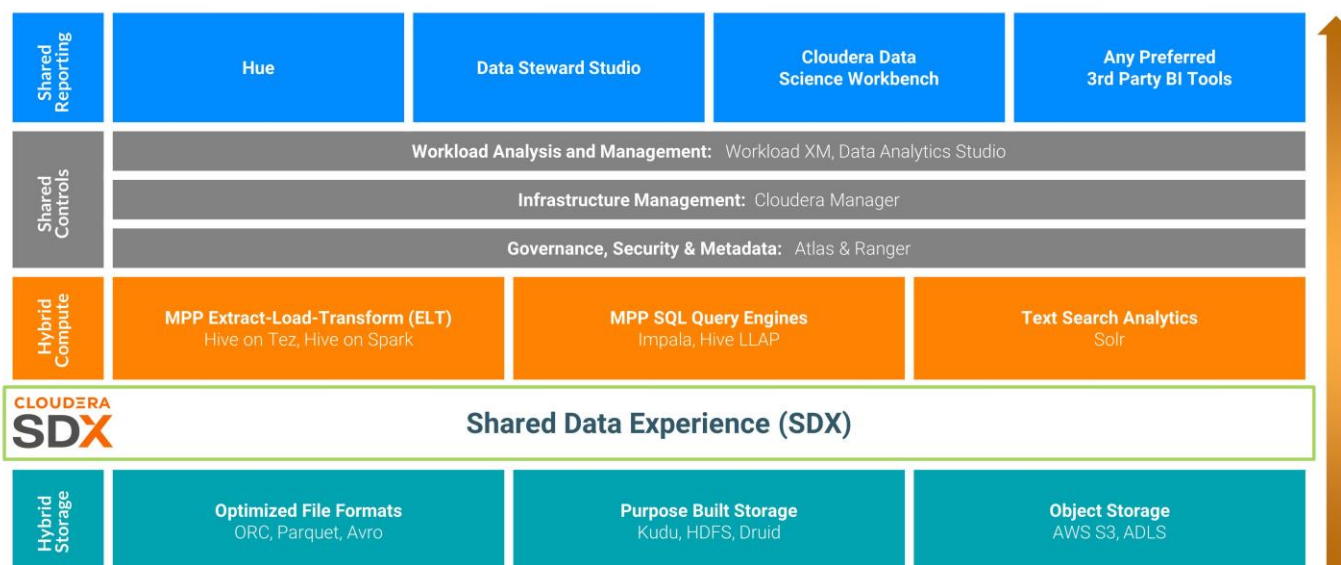 Shared
Reporting
Hue
Data Steward Studio
Cloudera Data
Science Workbench
Any Preferred
3rd Party BI Tools
Shared
Controls
Workload Analysis and Management: Workload XM, Data Analytics Studio
Infrastructure Management: Cloudera Manager
Governance, Security & Metadata: Atlas & Ranger
Hybrid
Compute
MPP Extract-Load-Transform (ELT)
Hive on Tez, Hive on Spark
MPP SQL Query Engines
Impala, Hive LLAP
Text Search Analytics
Solr
CLOUDERA
SDX
Shared Data Experience (SDX)
Hybrid
Storage
Optimized File Formats
ORC, Parquet, Avro
Purpose Built Storage
Kudu, HDFS, Druid
Object Storage
AWS S3, ADLS